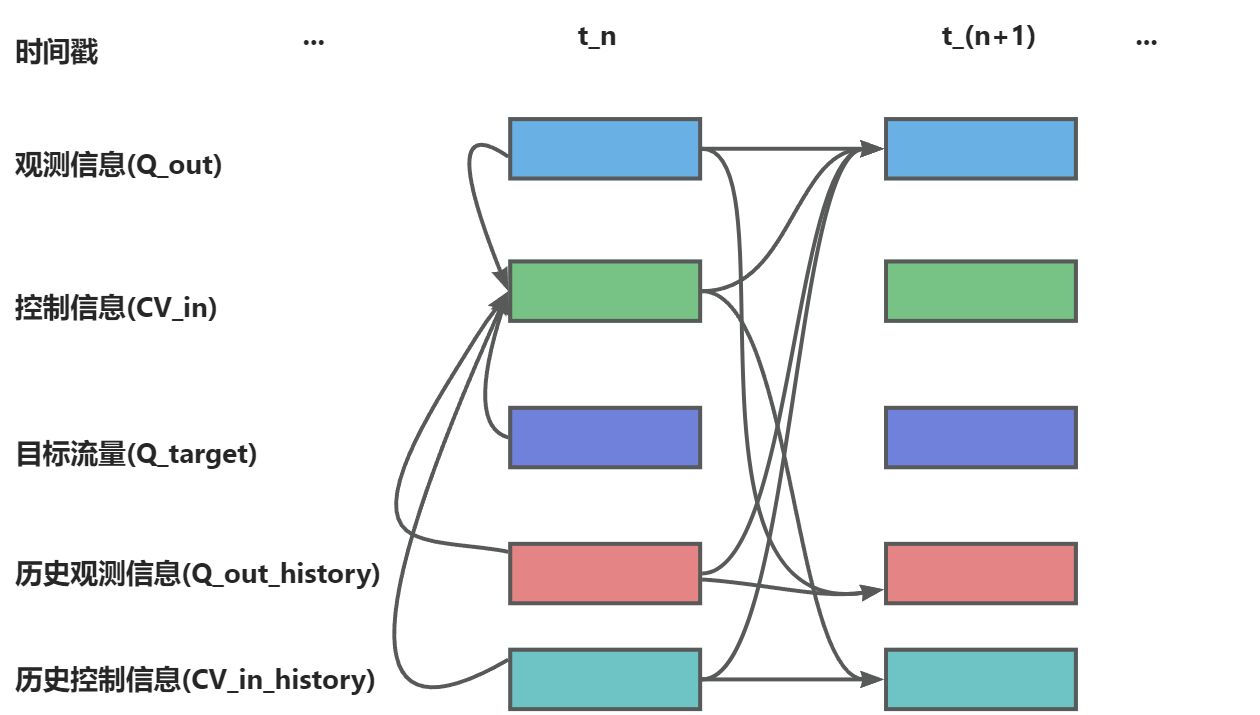 时间戳 ... t_n t_(n+1) ...
观测信息(Q_out)
控制信息(CV_in)
目标流量(Q_target)
历史观测信息(Q_out_history)
历史控制信息(CV_in_history)